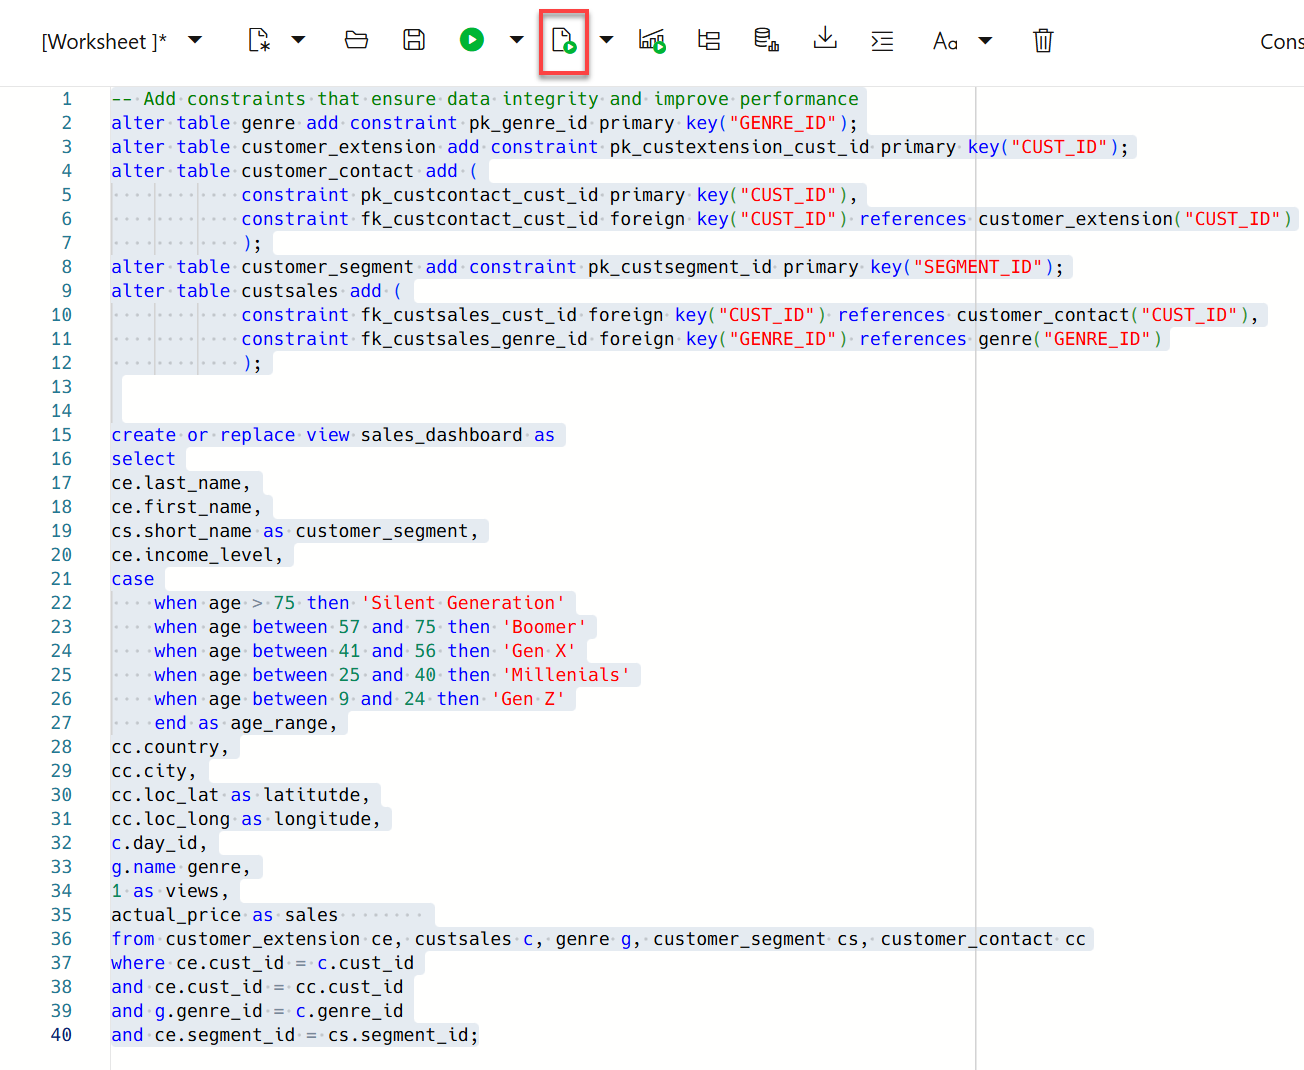 [Worksheet ]*
Aa
Cons
1 -- Add constraints that ensure data integrity and improve performance
2 alter table genre add constraint pk_genre_id primary key("GENRE_ID");
3 alter table customer_extension add constraint pk_custextension_cust_id primary key("CUST_ID");
4 alter table customer_contact add (
5 constraint pk_custcontact_cust_id primary key("CUST_ID"),
6 constraint fk_custcontact_cust_id foreign key("CUST_ID") references customer_extension("CUST_ID")
7 );
8 alter table customer_segment add constraint pk_custsegment_id primary key("SEGMENT_ID");
9 alter table custsales add (
10 constraint fk_custsales_cust_id foreign key("CUST_ID") references customer_contact("CUST_ID"),
11 constraint fk_custsales_genre_id foreign key("GENRE_ID") references genre("GENRE_ID")
12 );
13
14
15 create or replace view sales_dashboard as
16 select
17 ce.last_name,
18 ce.first_name,
19 cs.short_name as customer_segment,
20 ce.income_level,
21 case
22 when age > 75 then 'Silent Generation'
23 when age between 57 and 75 then 'Boomer'
24 when age between 41 and 56 then 'Gen X'
25 when age between 25 and 40 then 'Millenials'
26 when age between 9 and 24 then 'Gen Z'
27 end as age_range,
28 cc.country,
29 cc.city,
30 cc.loc_lat as latitutde,
31 cc.loc_long as longitude,
32 c.day_id,
33 g.name genre,
34 1 as views,
35 actual_price as sales
36 from customer_extension ce, custsales c, genre g, customer_segment cs, customer_contact cc
37 where ce.cust_id = c.cust_id
38 and ce.cust_id = cc.cust_id
39 and g.genre_id = c.genre_id
40 and ce.segment_id = cs.segment_id;